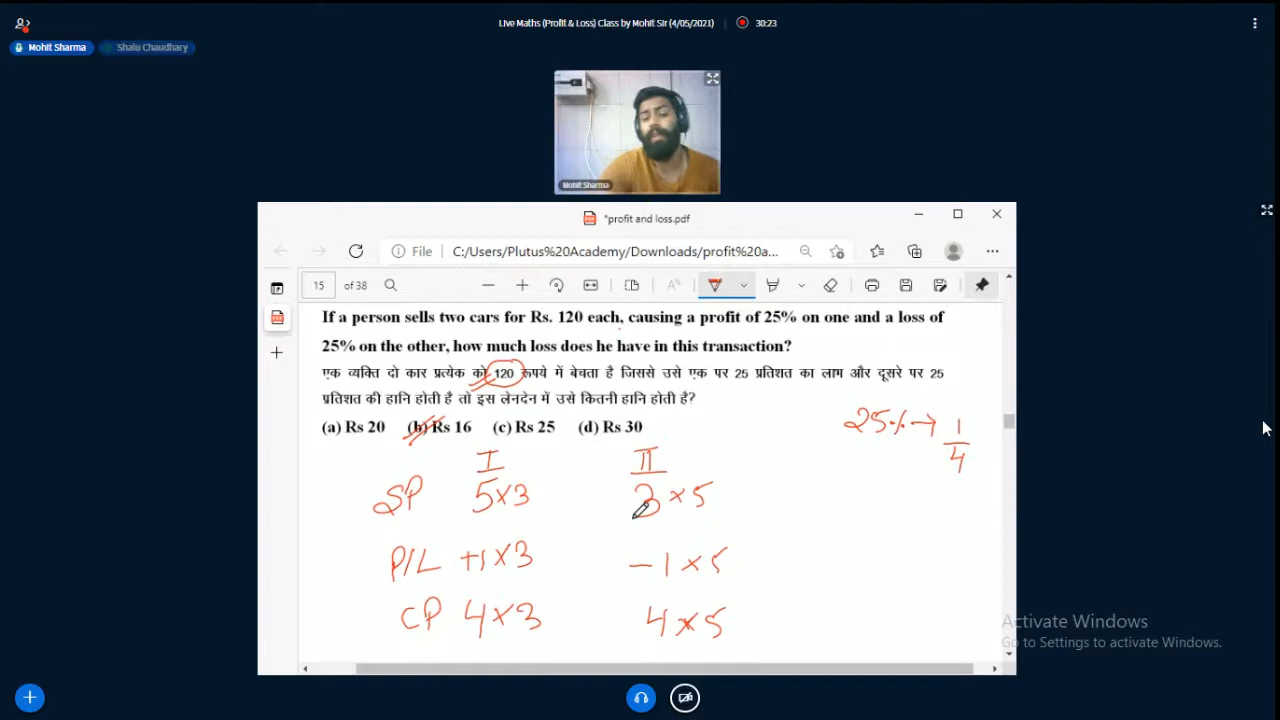 Live Maths (Profit & Loss) Class by Mohit Sir (4/05/2021) 30:23
Mohit Sharma Shalu Chaudhary
Mohit Sharma
*profit and loss.pdf
File C:/Users/Plutus%20Academy/Downloads/profit%20a...
15 of 38
If a person sells two cars for Rs. 120 each, causing a profit of 25% on one and a loss of
25% on the other, how much loss does he have in this transaction?
एक व्यक्ति दो कार प्रत्येक को 120 रूपये में बेचता है जिससे उसे एक पर 25 प्रतिशत का लाभ और दूसरे पर 25
प्रतिशत की हानि होती है तो इस लेनदेन में उसे कितनी हानि होती है?
(a) Rs 20 (b) Rs 16 (c) Rs 25 (d) Rs 30
25% → 1/4
I II
SP 5×3 3×5
P/L +1×3 -1×5
CP 4×3 4×5
Activate Windows
Go to Settings to activate Windows.